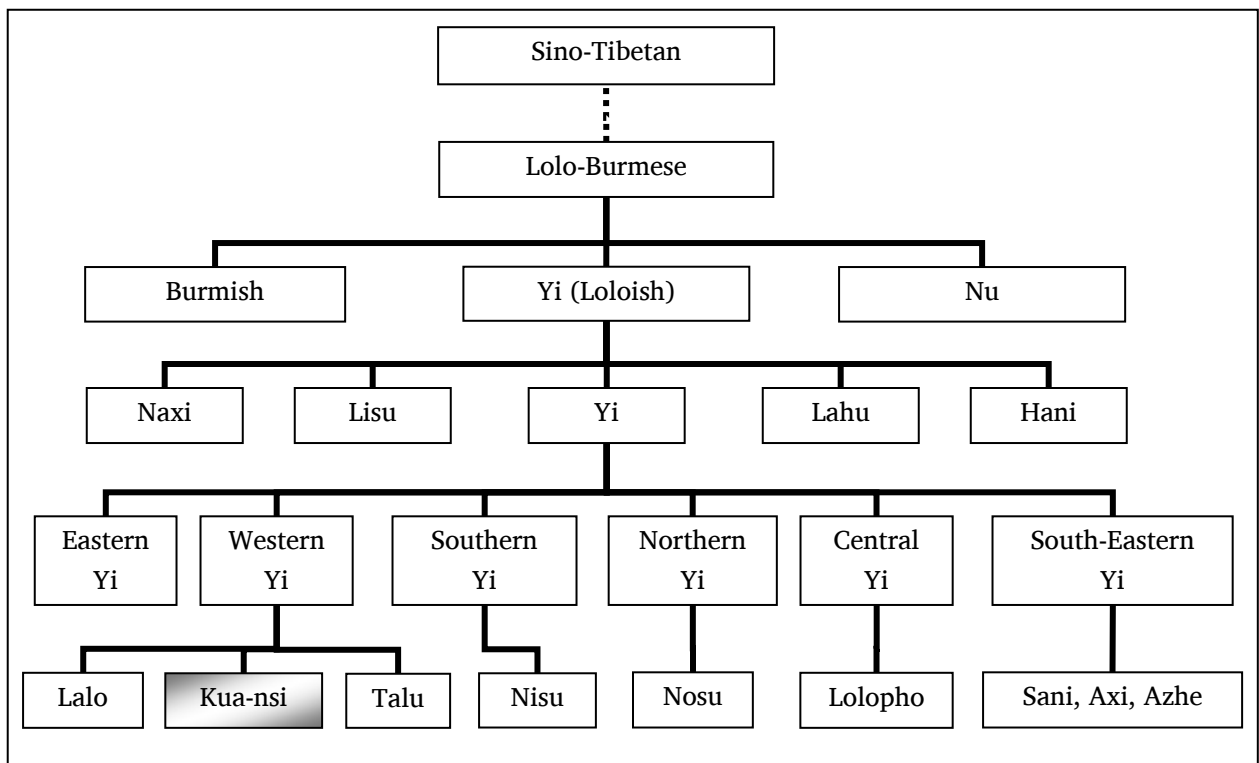 Sino-Tibetan
Lolo-Burmese
Burmish
Yi (Loloish)
Nu
Naxi
Lisu
Yi
Lahu
Hani
Eastern
Yi
Western
Yi
Southern
Yi
Northern
Yi
Central
Yi
South-Eastern
Yi
Lalo
Kua-nsi
Talu
Nisu
Nosu
Lolopho
Sani, Axi, Azhe